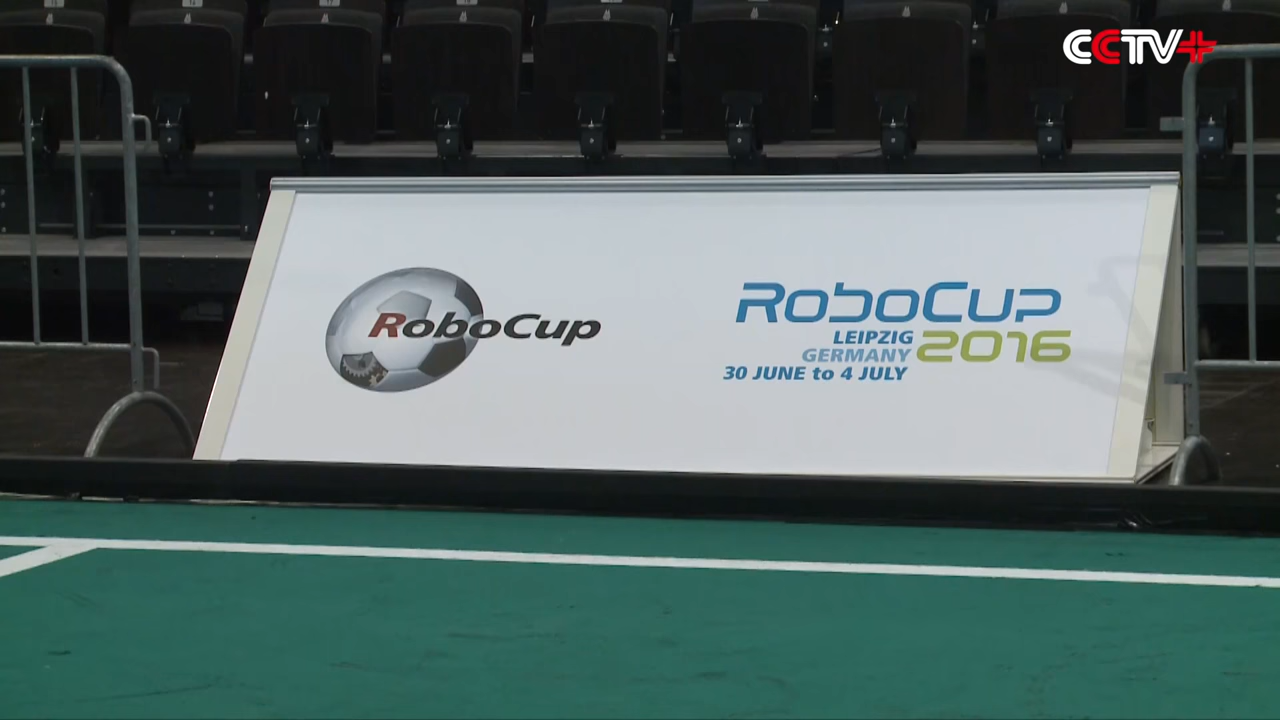 CCTV+
RoboCup
RoboCup
LEIPZIG
GERMANY
2016
30 JUNE to 4 JULY